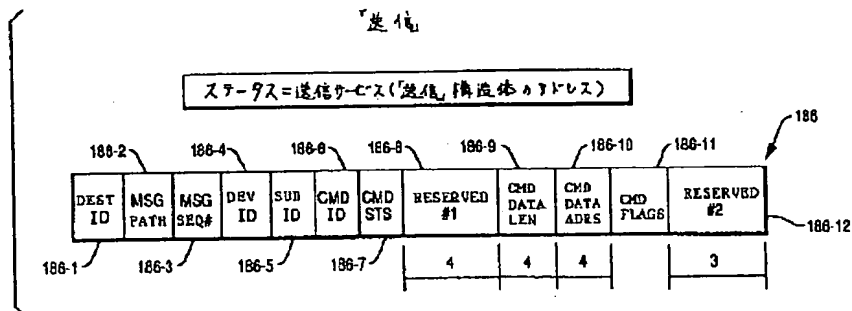 「送信」
ステータス=送信サービス(「送信」構造体のアドレス)
186
186-2
186-4
186-6
186-8
186-9
186-10
186-11
DEST ID
MSG PATH
MSG SEQ#
DEV ID
SUB ID
CMD ID
CMD STS
RESERVED #1
CMD DATA LEN
CMD DATA ADRS
CMD FLAGS
RESERVED #2
186-1
186-3
186-5
186-7
186-12
4
4
4
3